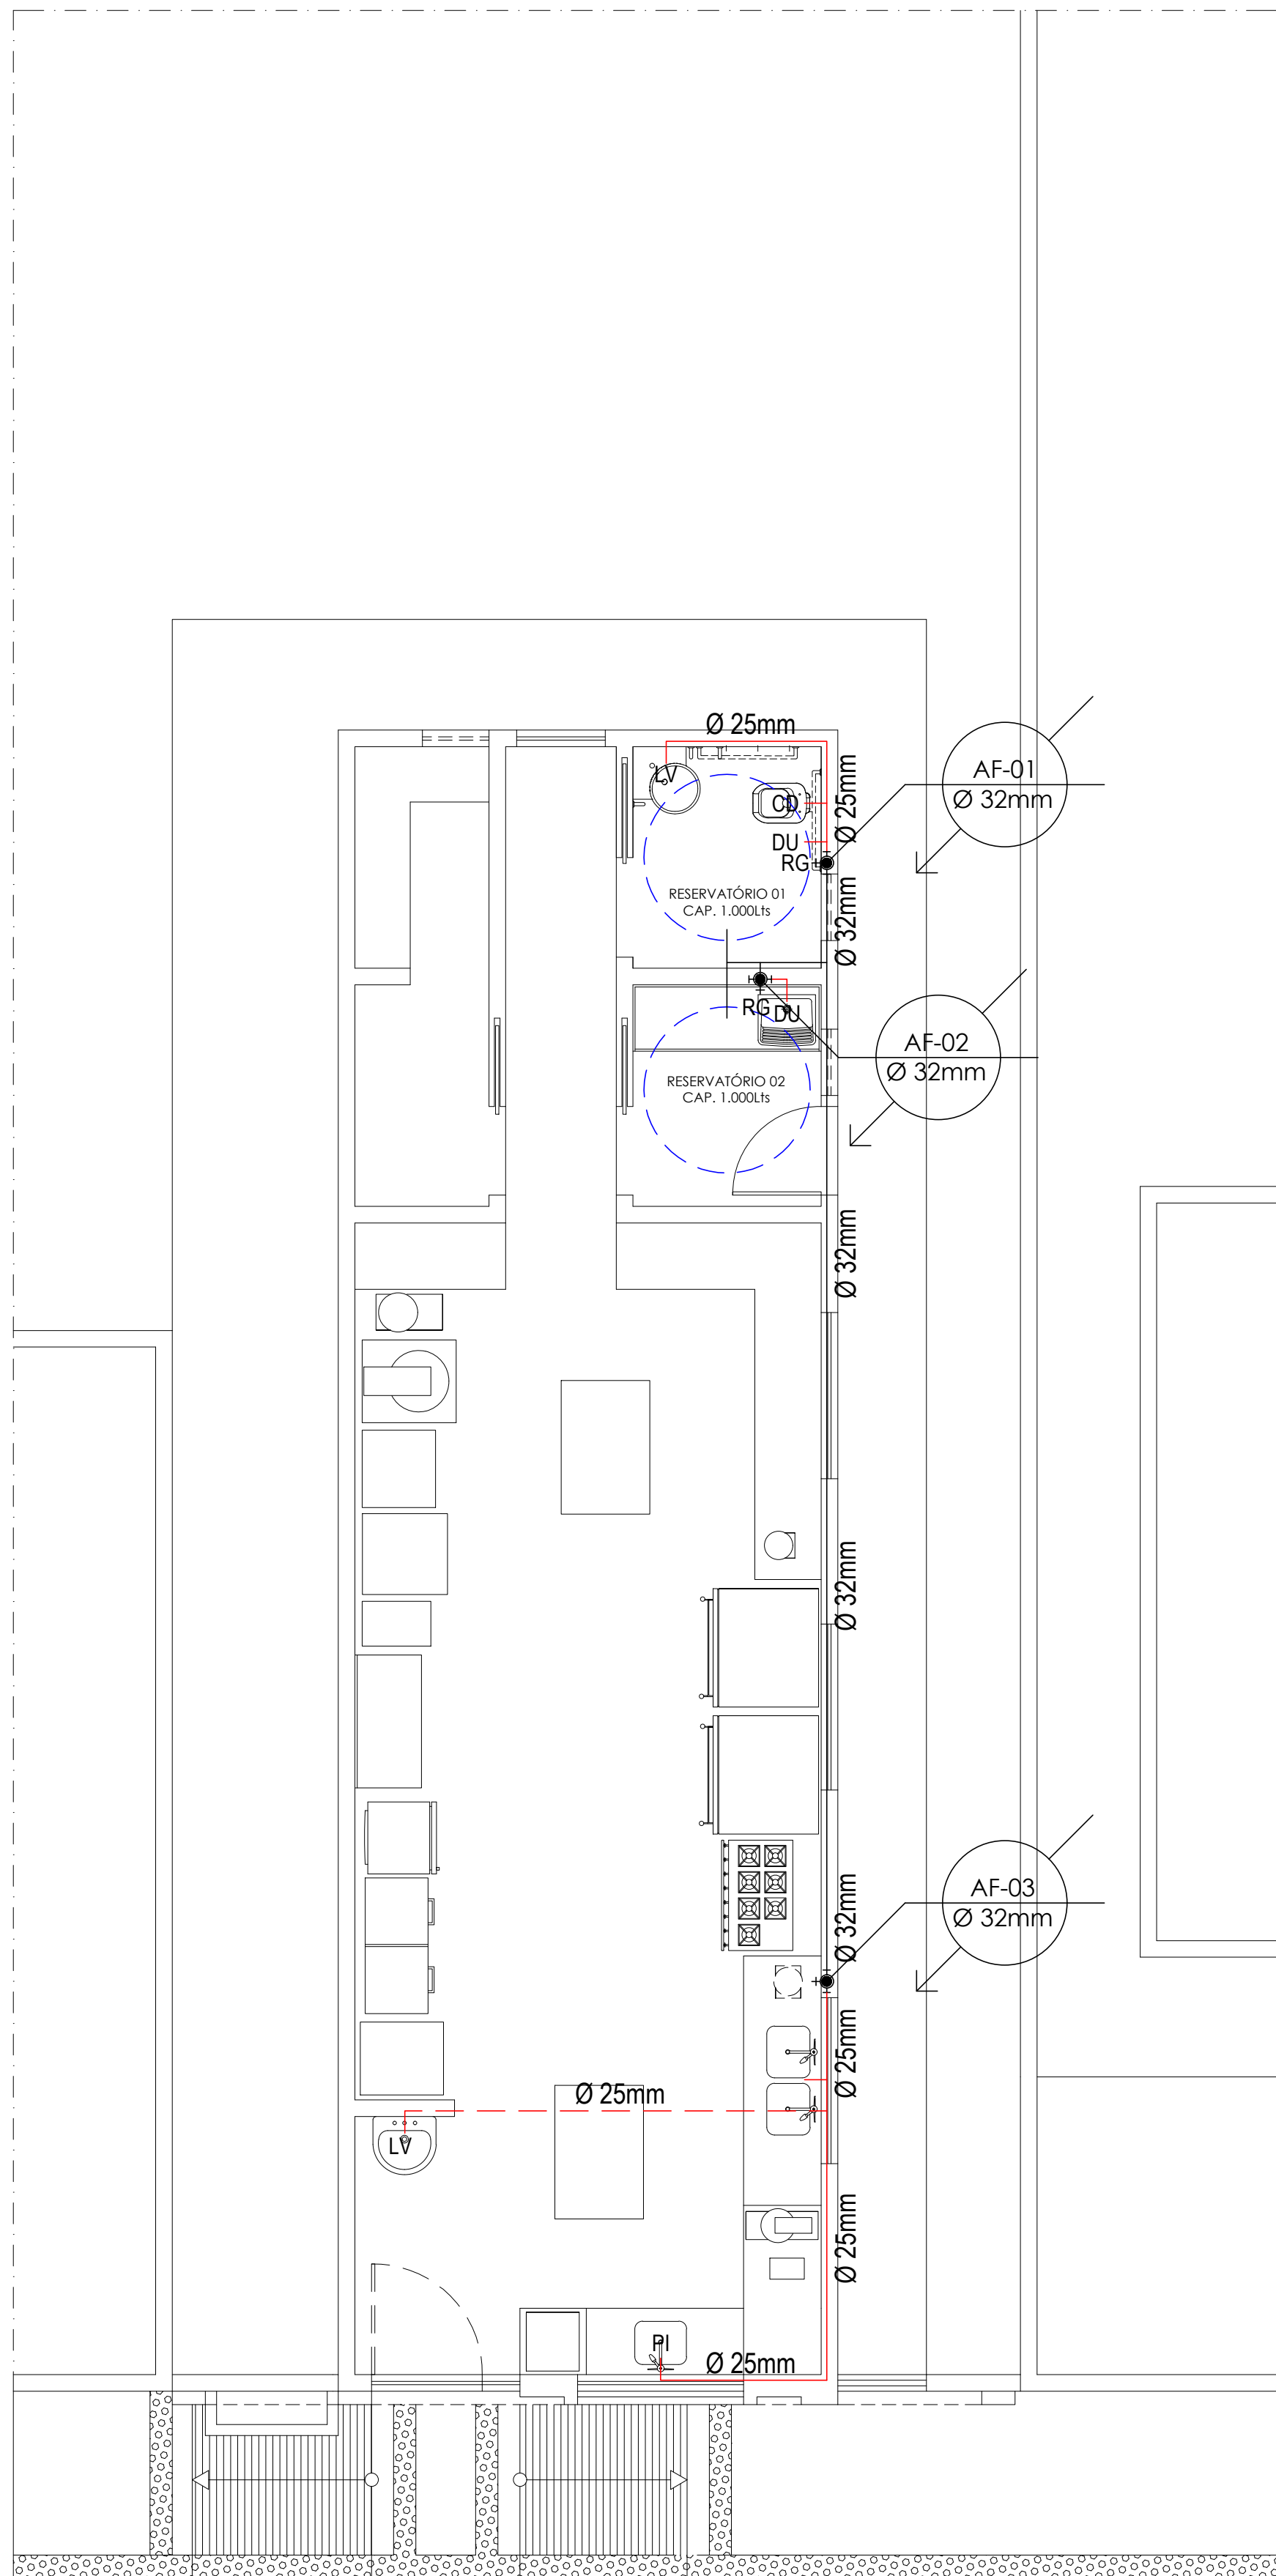 Ø 25mm
LV
CD
Ø 25mm
DU
RG
AF-01
Ø 32mm
RESERVATÓRIO 01
CAP. 1.000Lts
Ø 32mm
RG
DU
AF-02
Ø 32mm
RESERVATÓRIO 02
CAP. 1.000Lts
Ø 32mm
Ø 32mm
Ø 32mm
AF-03
Ø 32mm
Ø 25mm
Ø 25mm
LV
Ø 25mm
PI
Ø 25mm